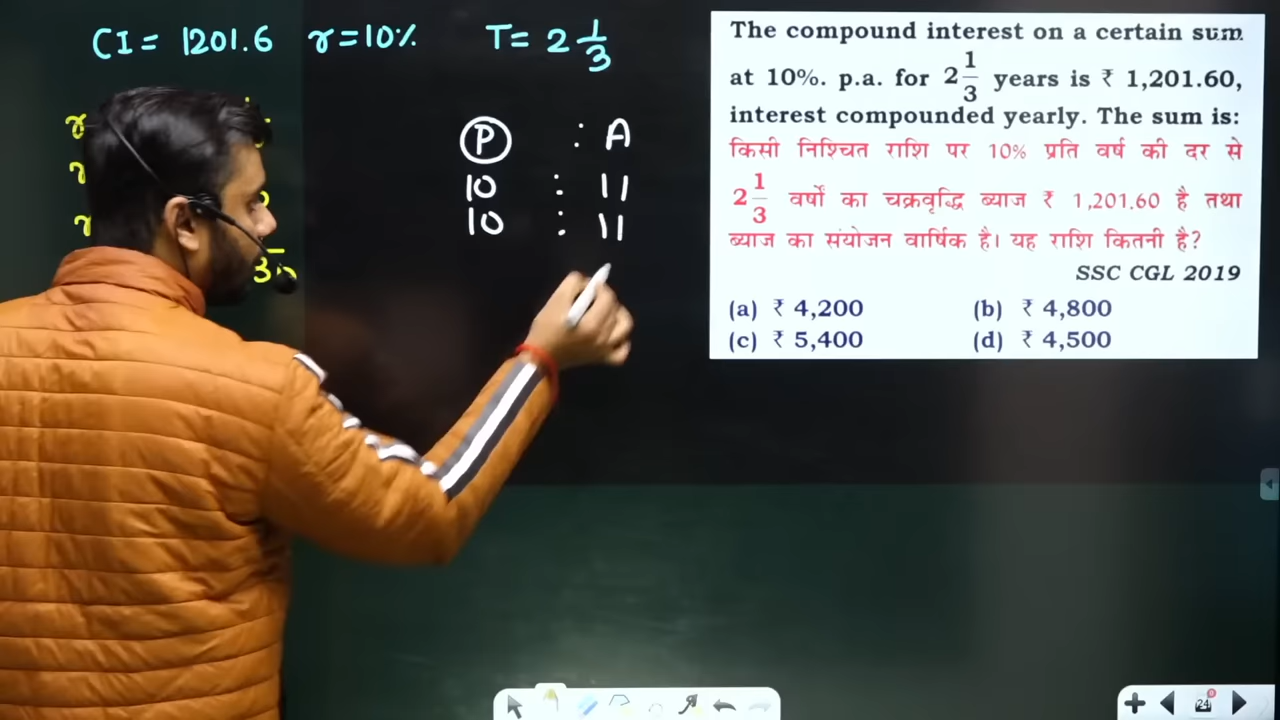 CI = 1201.6 r=10% T= 2 1/3
P : A
10 : 11
10 : 11
r
r
r
3
The compound interest on a certain sum
at 10%. p.a. for 2 1/3 years is ₹ 1,201.60,
interest compounded yearly. The sum is:
किसी निश्चित राशि पर 10% प्रति वर्ष की दर से
2 1/3 वर्षों का चक्रवृद्धि ब्याज ₹ 1,201.60 है तथा
ब्याज का संयोजन वार्षिक है। यह राशि कितनी है?
SSC CGL 2019
(a) ₹ 4,200 (b) ₹ 4,800
(c) ₹ 5,400 (d) ₹ 4,500
24